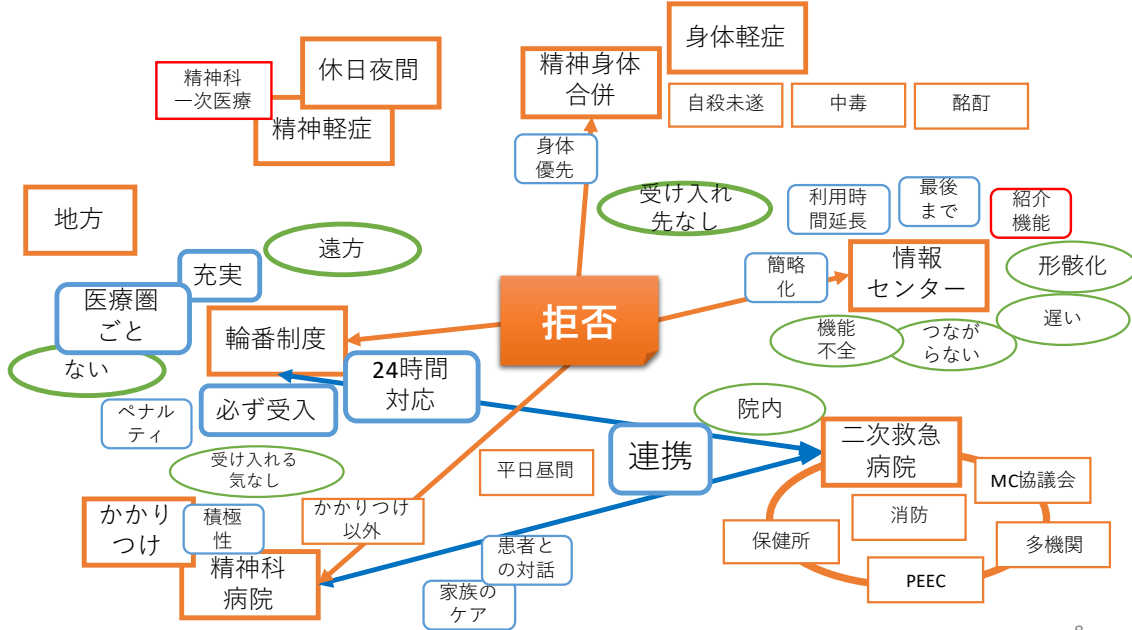 身体軽症
休日夜間
精神科
一次医療
精神軽症
精神身体
合併
自殺未遂
中毒
酩酊
身体
優先
地方
受け入れ
先なし
利用時
間延長
最後
まで
紹介
機能
遠方
充実
簡略
化
情報
センター
形骸化
医療圏
ごと
拒否
遅い
輪番制度
機能
不全
つなが
らない
ない
24時間
対応
ペナル
ティ
必ず受入
院内
二次救急
病院
連携
受け入れる
気なし
平日昼間
MC協議会
かかり
つけ
積極
性
かかりつけ
以外
消防
保健所
多機関
精神科
病院
患者と
の対話
家族の
ケア
PEEC